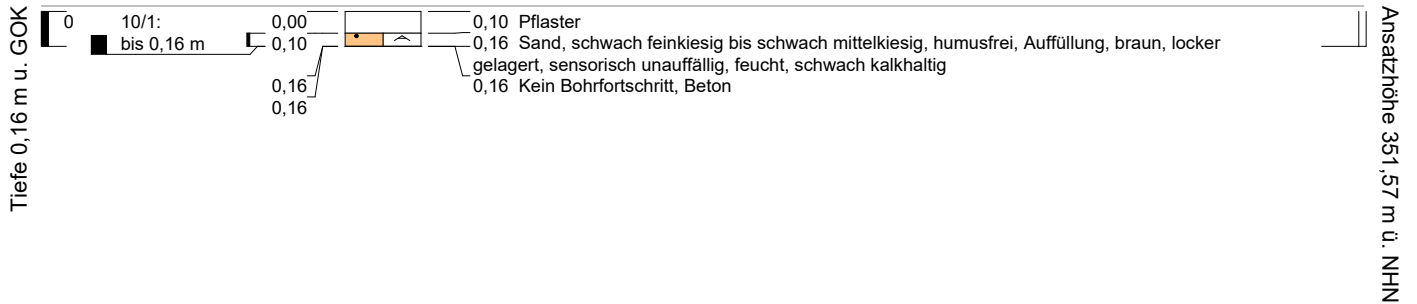 Tiefe 0,16 m u. GOK
0
10/1:
bis 0,16 m
0,00
0,10
0,16
0,16
0,10 Pflaster
0,16 Sand, schwach feinkiesig bis schwach mittelkiesig, humusfrei, Auffüllung, braun, locker
gelagert, sensorisch unauffällig, feucht, schwach kalkhaltig
0,16 Kein Bohrfortschritt, Beton
Ansatzhöhe 351,57 m ü. NHN